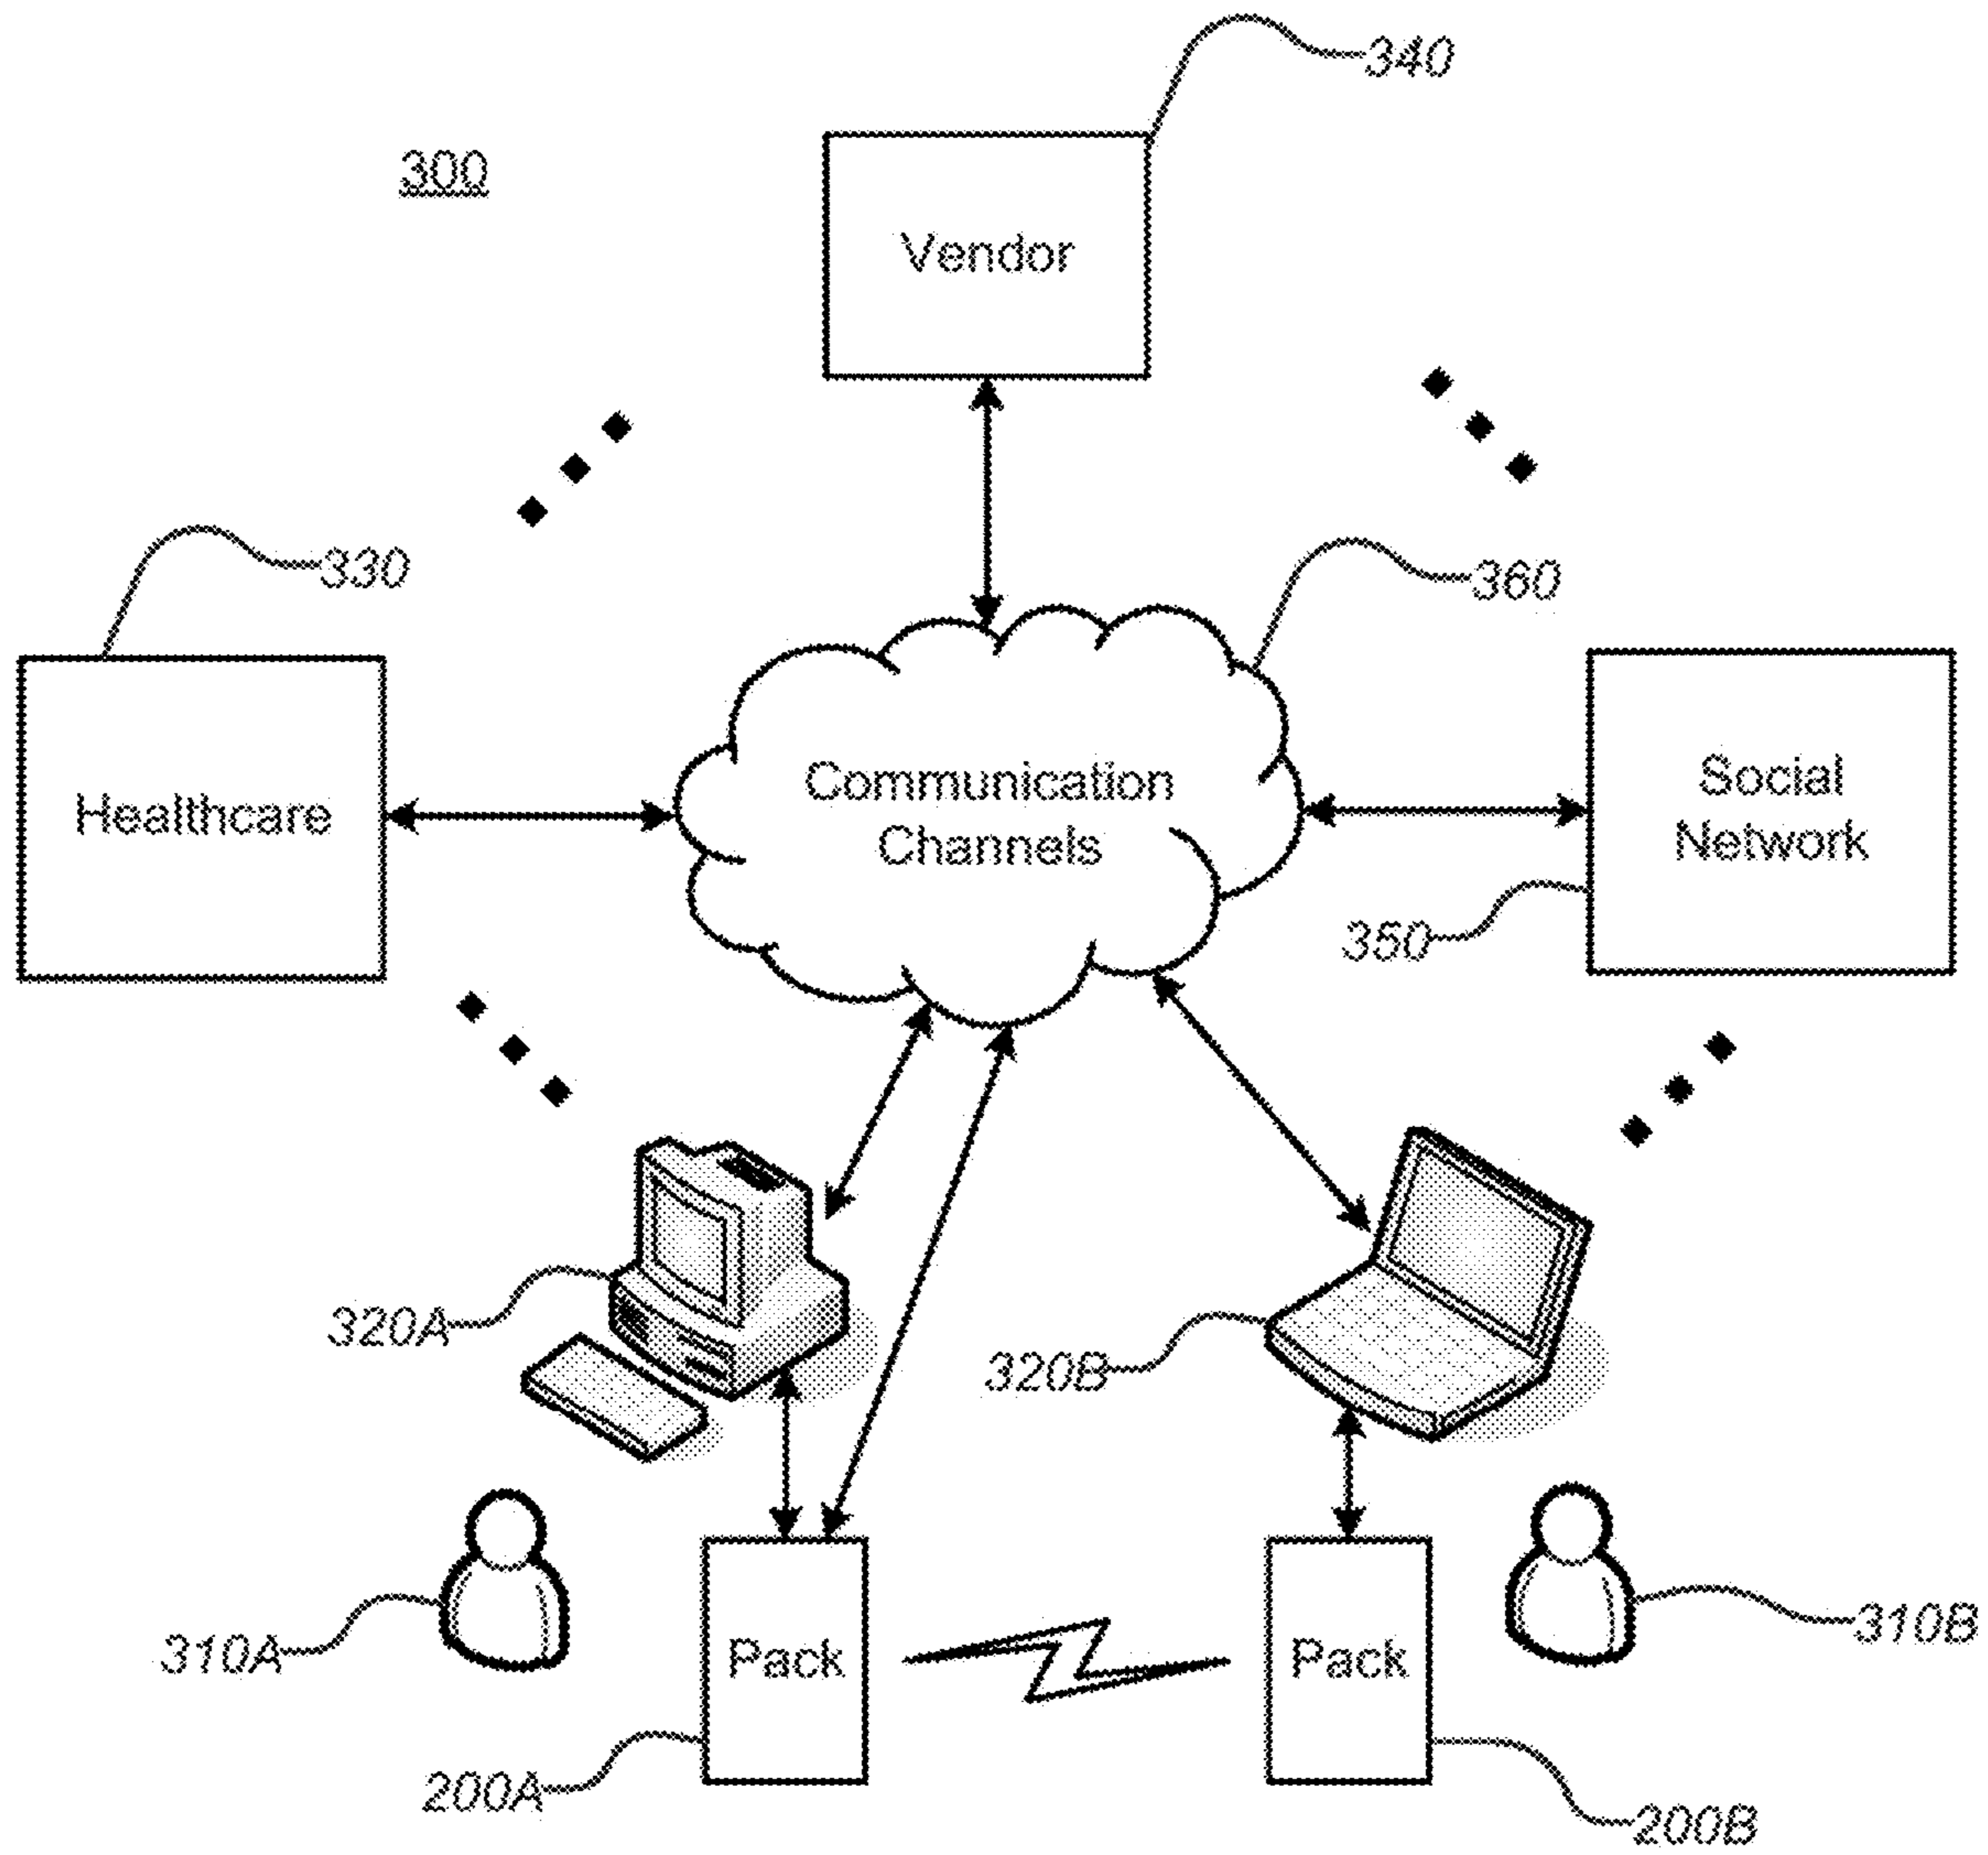 340
300
Vendor
330
360
Healthcare
Communication
Channels
Social
Network
350
320A
320B
310A
Pack
Pack
310B
200A
200B